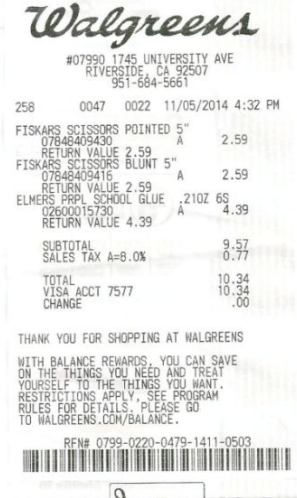 Walgreens
#07990 1745 UNIVERSITY AVE
RIVERSIDE, CA 92507
951-684-5661
258 0047 0022 11/05/2014 4:32 PM
FISKARS SCISSORS POINTED 5"
07848409430 A 2.59
RETURN VALUE 2.59
FISKARS SCISSORS BLUNT 5"
07848409416 A 2.59
RETURN VALUE 2.59
ELMERS PRPL SCHOOL GLUE .21OZ 6S
02600015730 A 4.39
RETURN VALUE 4.39
SUBTOTAL 9.57
SALES TAX A=8.0% 0.77
TOTAL 10.34
VISA ACCT 7577 10.34
CHANGE .00
THANK YOU FOR SHOPPING AT WALGREENS
WITH BALANCE REWARDS, YOU CAN SAVE
ON THE THINGS YOU NEED AND TREAT
YOURSELF TO THE THINGS YOU WANT.
RESTRICTIONS APPLY, SEE PROGRAM
RULES FOR DETAILS. PLEASE GO
TO WALGREENS.COM/BALANCE.
RFN# 0799-0220-0479-1411-0503